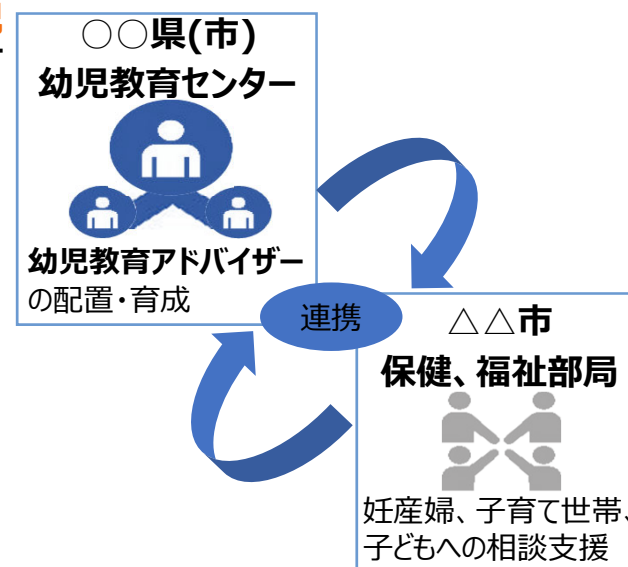 ○○県(市)
幼児教育センター
幼児教育アドバイザー
の配置・育成
連携
△△市
保健、福祉部局
妊産婦、子育て世帯、
子どもへの相談支援